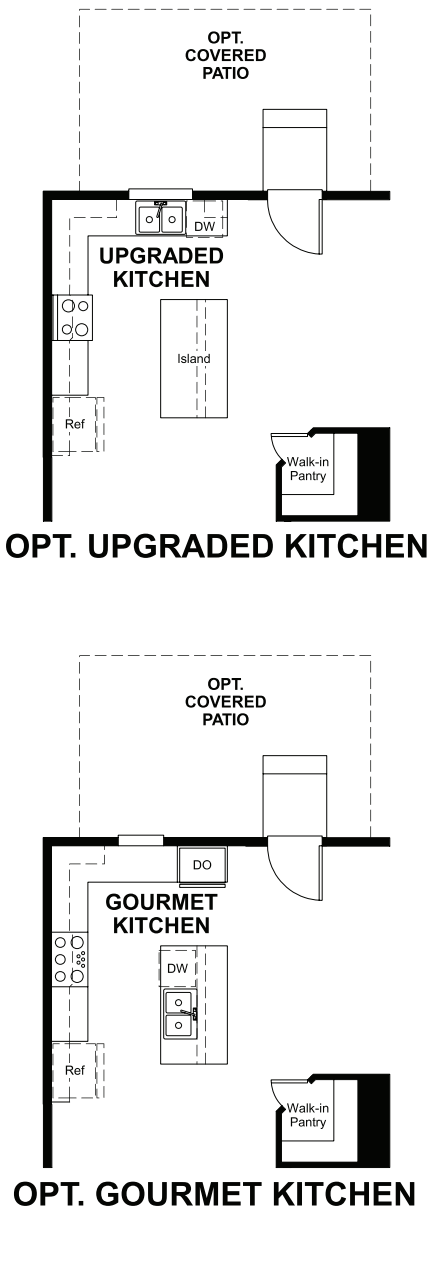 OPT.
COVERED
PATIO
DW
UPGRADED
KITCHEN
Island
Ref
Walk-in
Pantry
OPT. UPGRADED KITCHEN
OPT.
COVERED
PATIO
DO
GOURMET
KITCHEN
DW
Ref
Walk-in
Pantry
OPT. GOURMET KITCHEN